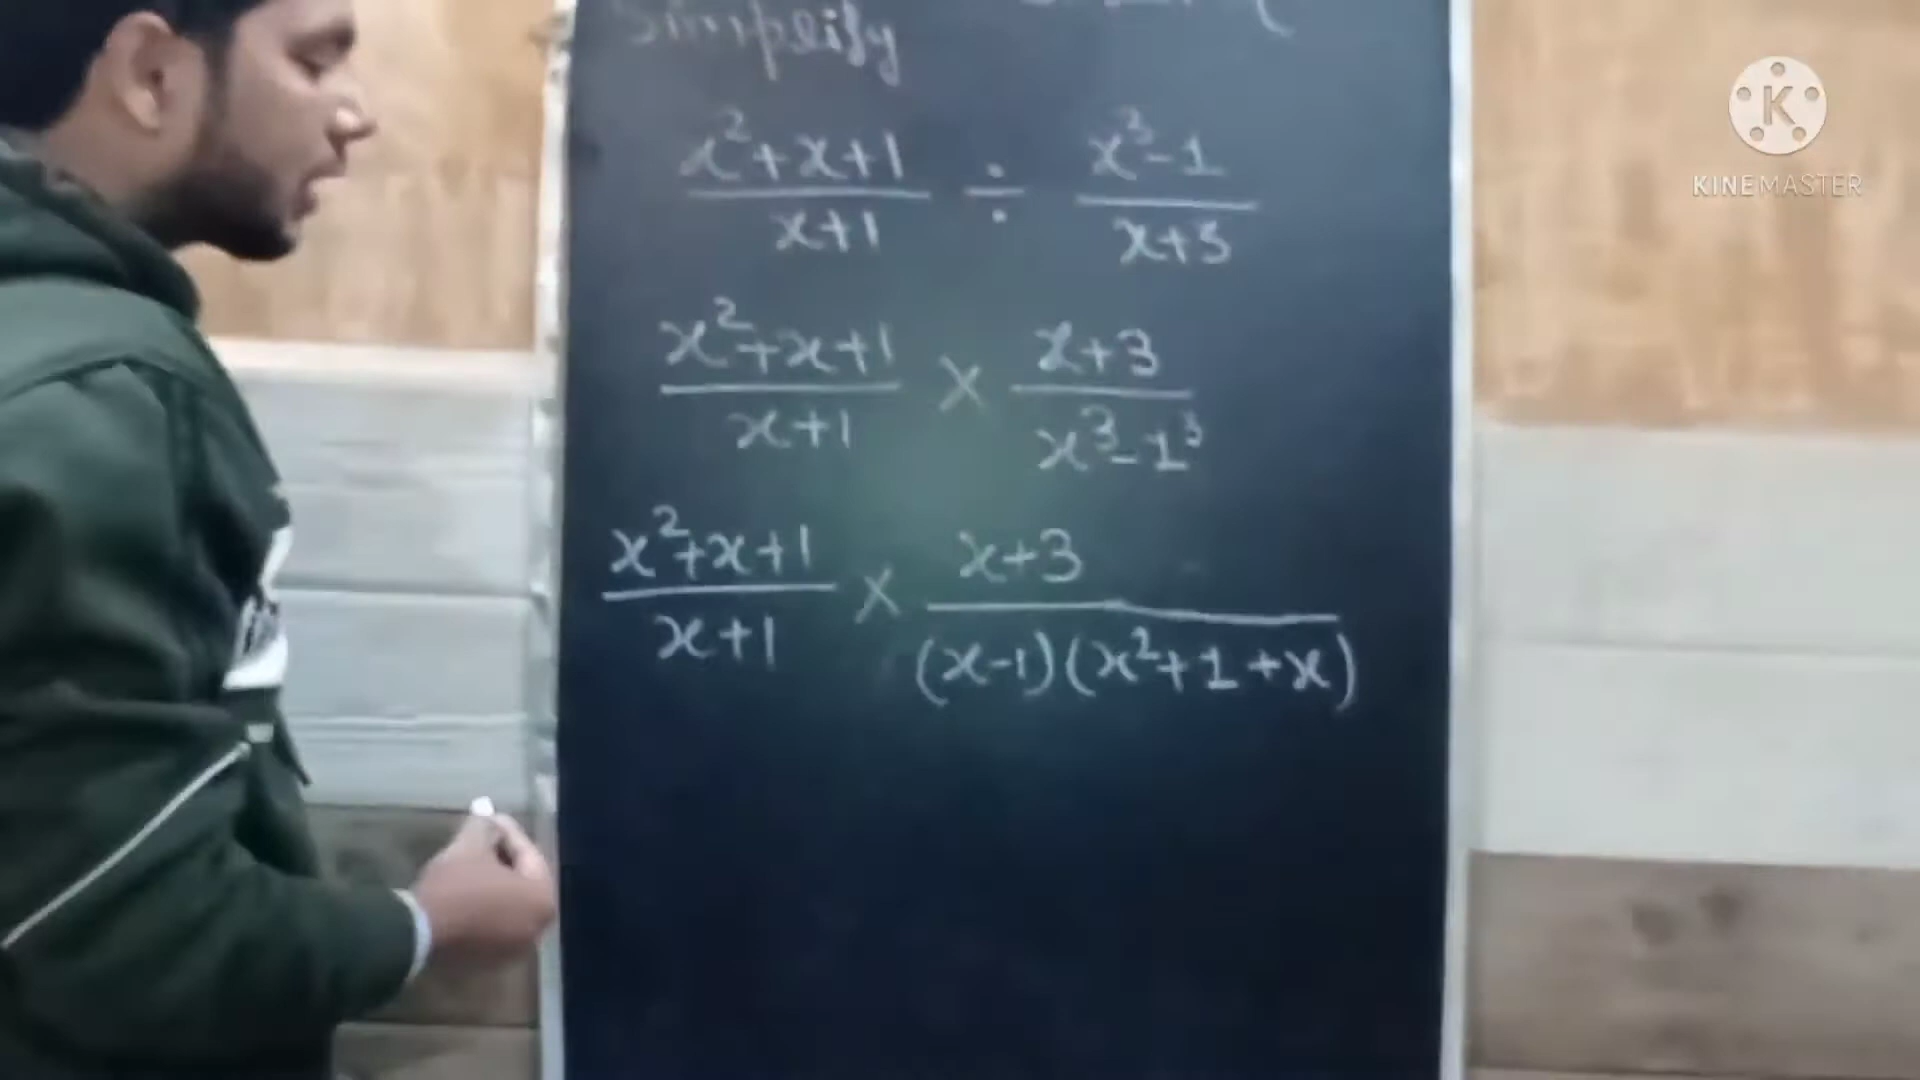 Simplify
x²+x+1 / x+1 ÷ x³-1 / x+3
x²+x+1 / x+1 × x+3 / x³-1³
x²+x+1 / x+1 × x+3 / (x-1)(x²+1+x)
K
KINEMASTER